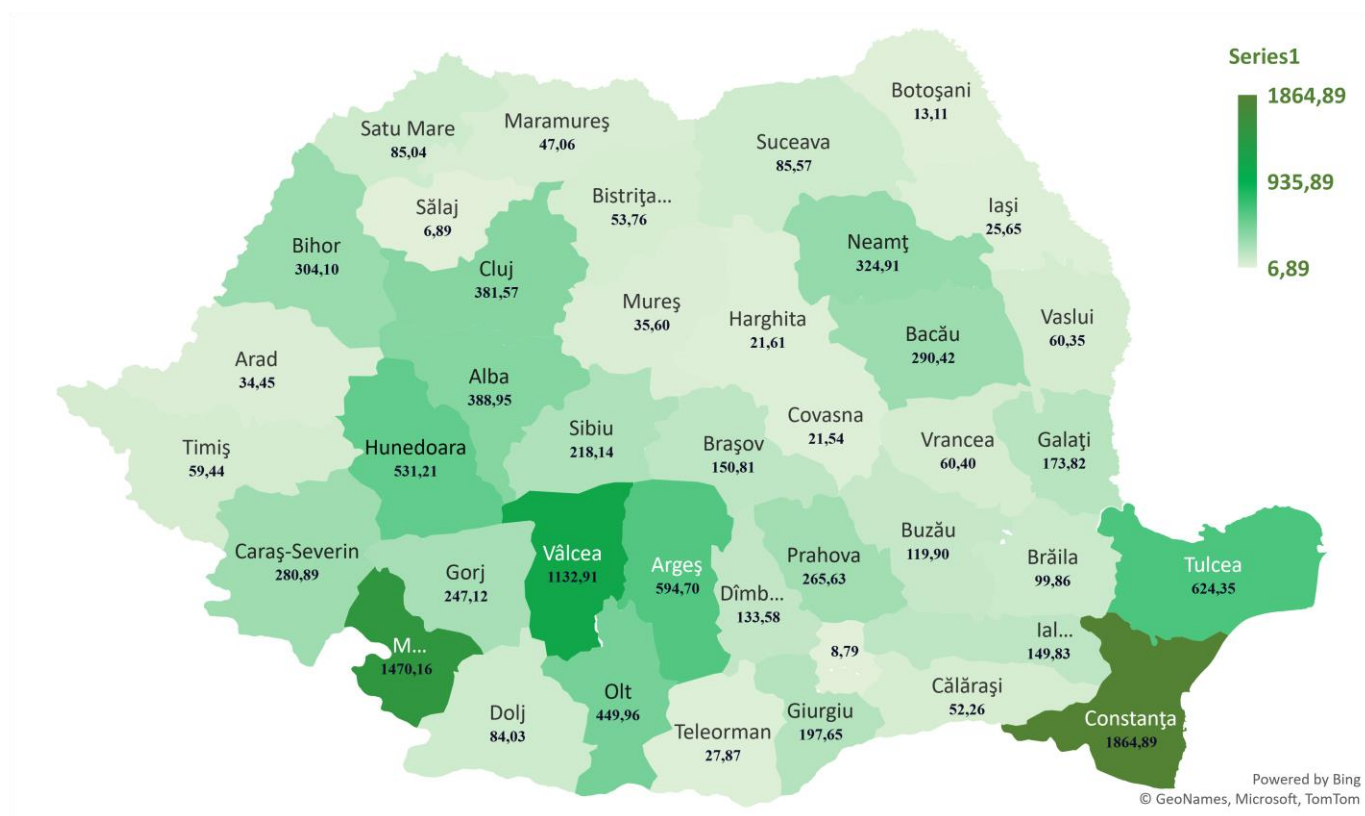 Series1
1864,89
935,89
6,89
Botoşani
13,11
Satu Mare
85,04
Maramureş
47,06
Suceava
85,57
Sălaj
6,89
Bistriţa...
53,76
Iaşi
25,65
Bihor
304,10
Neamţ
324,91
Cluj
381,57
Mureş
35,60
Harghita
21,61
Vaslui
60,35
Bacău
290,42
Arad
34,45
Alba
388,95
Covasna
21,54
Timiş
59,44
Hunedoara
531,21
Sibiu
218,14
Braşov
150,81
Vrancea
60,40
Galaţi
173,82
Caraş-Severin
280,89
Gorj
247,12
Vâlcea
1132,91
Argeş
594,70
Dîmb...
133,58
Prahova
265,63
Buzău
119,90
Brăila
99,86
Tulcea
624,35
M...
1470,16
8,79
Ial...
149,83
Olt
449,96
Dolj
84,03
Teleorman
27,87
Giurgiu
197,65
Călăraşi
52,26
Constanţa
1864,89
Powered by Bing
© GeoNames, Microsoft, TomTom